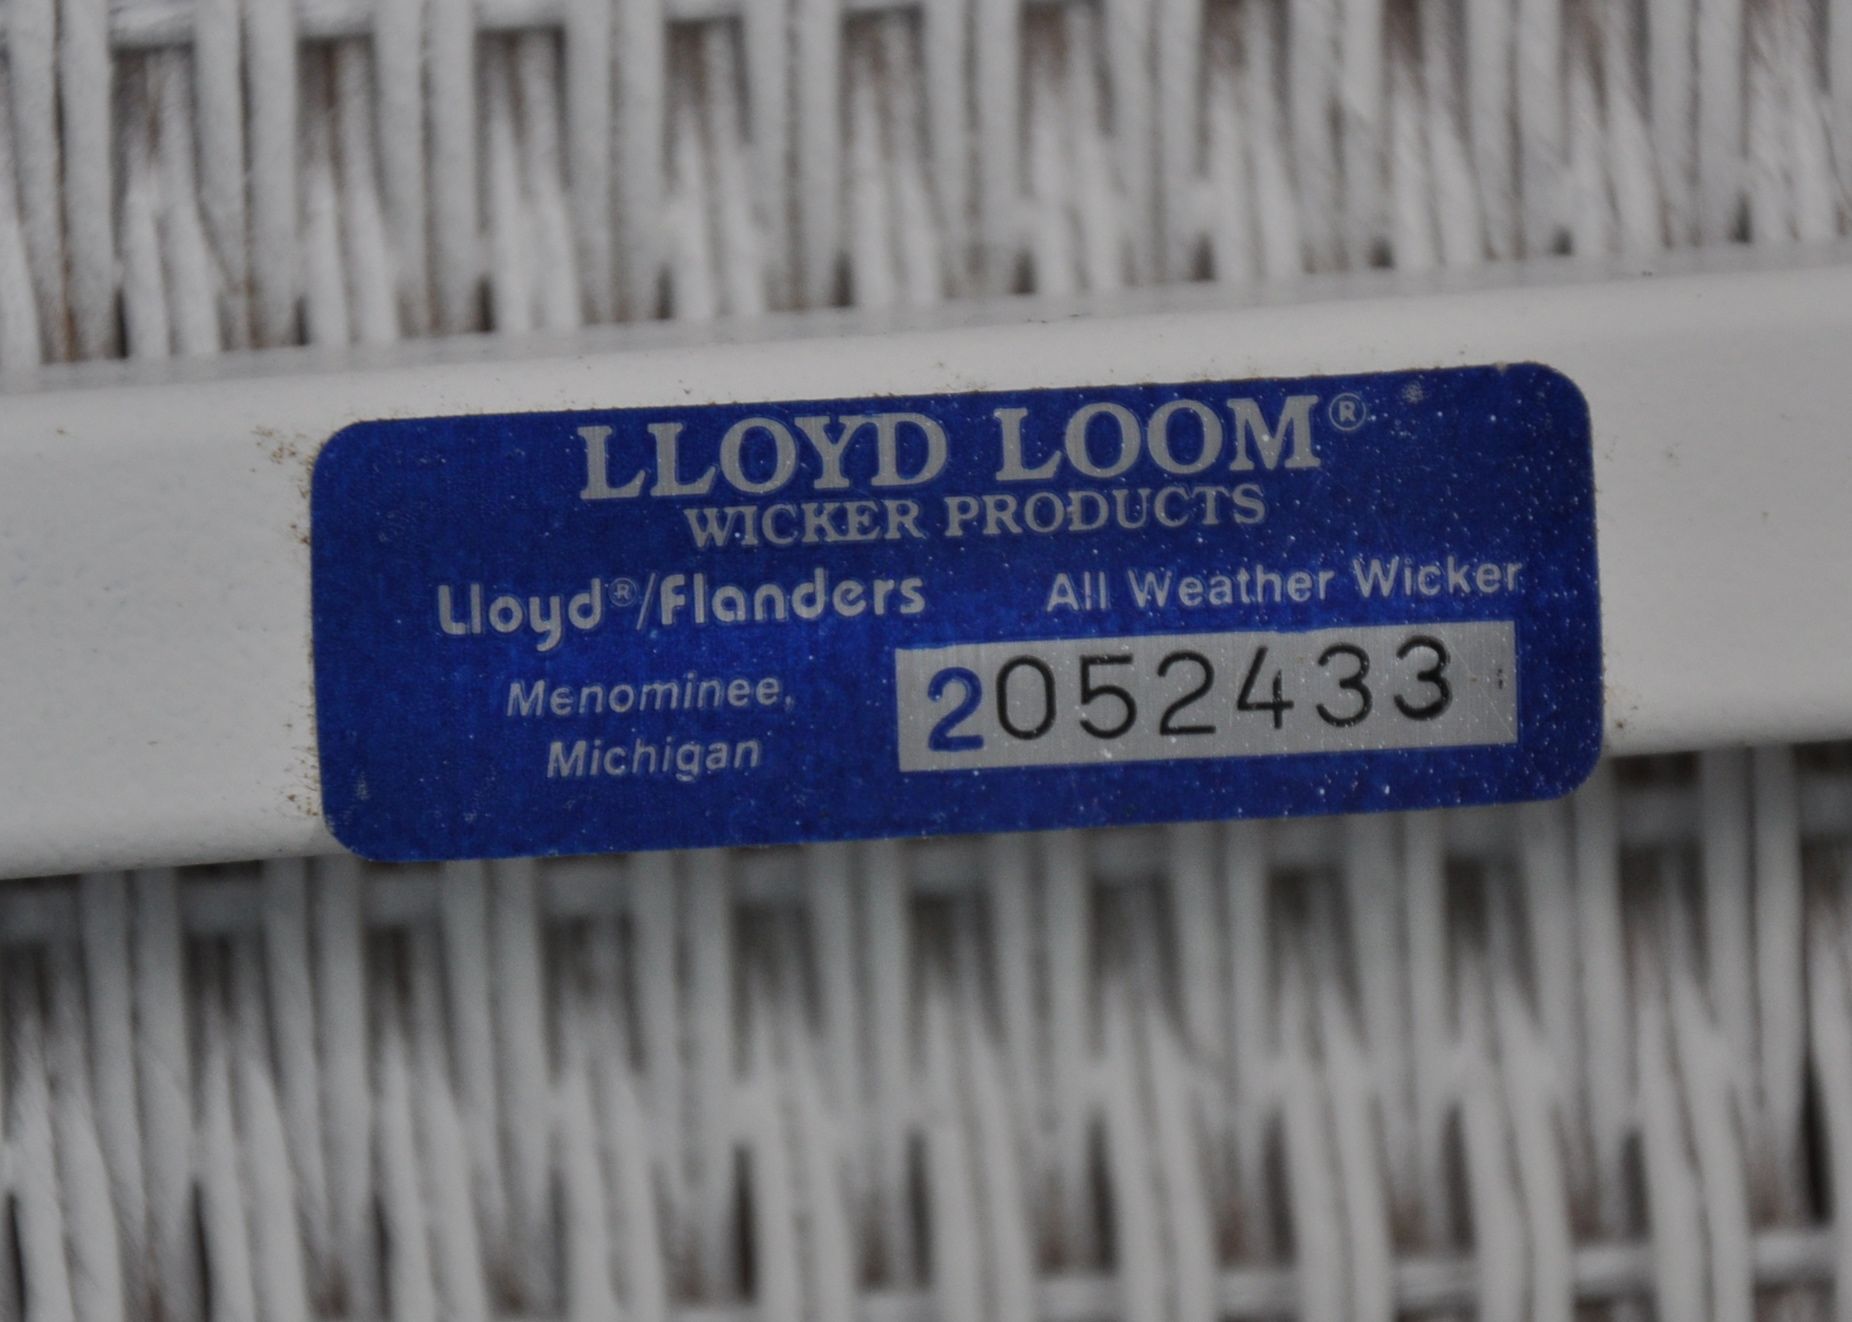 LLOYD LOOM®
WICKER PRODUCTS
Lloyd®/Flanders All Weather Wicker
Menominee,
Michigan
2052433